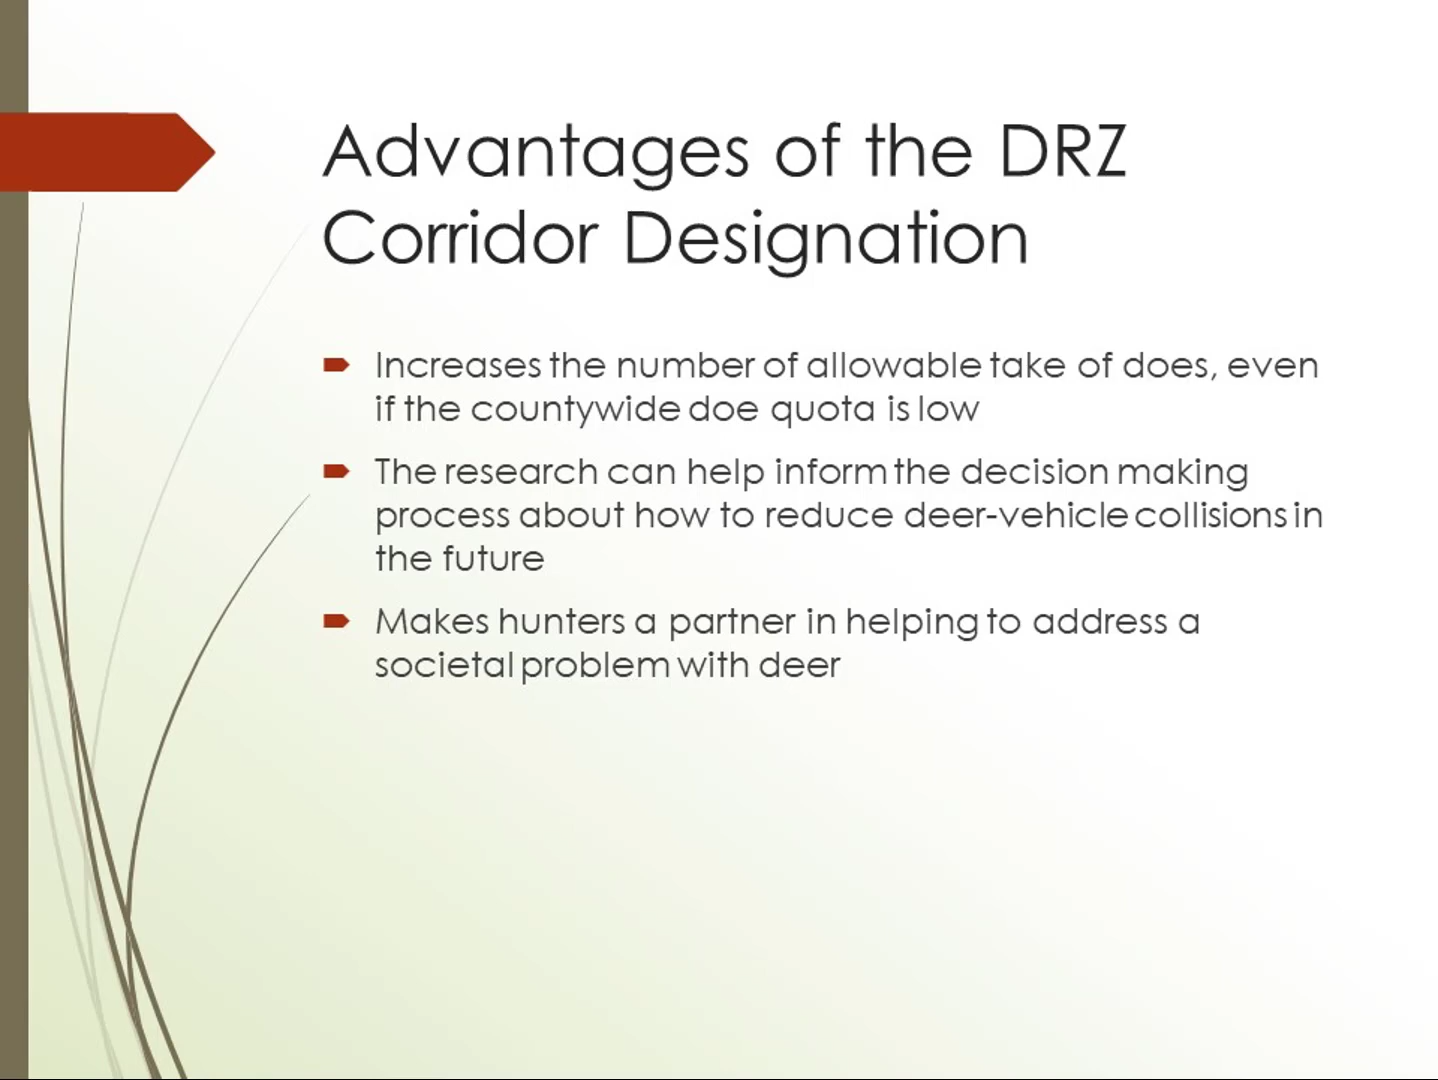 Advantages of the DRZ
Corridor Designation
Increases the number of allowable take of does, even
if the countywide doe quota is low
The research can help inform the decision making
process about how to reduce deer-vehicle collisions in
the future
Makes hunters a partner in helping to address a
societal problem with deer